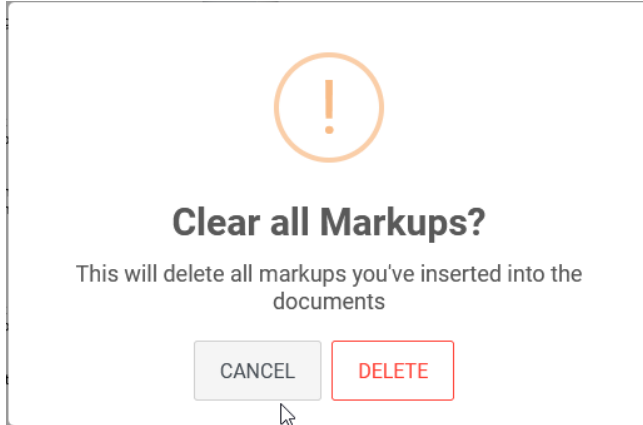 Clear all Markups?
This will delete all markups you've inserted into the
documents
CANCEL
DELETE